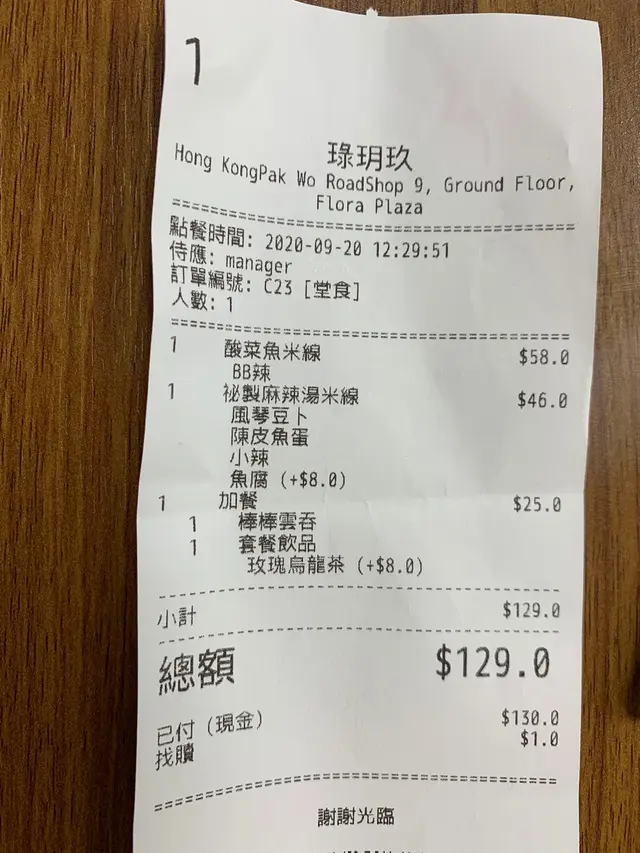 1
琭玥玖
Hong KongPak Wo RoadShop 9, Ground Floor,
Flora Plaza
點餐時間: 2020-09-20 12:29:51
侍應: manager
訂單編號: C23 [堂食]
人數: 1
1 酸菜魚米線 $58.0
BB辣
1 祕製麻辣湯米線 $46.0
風琴豆卜
陳皮魚蛋
小辣
魚腐 (+$8.0)
1 加餐 $25.0
1 棒棒雲吞
1 套餐飲品
玫瑰烏龍茶 (+$8.0)
小計 $129.0
總額 $129.0
已付 (現金) $130.0
找贖 $1.0
謝謝光臨